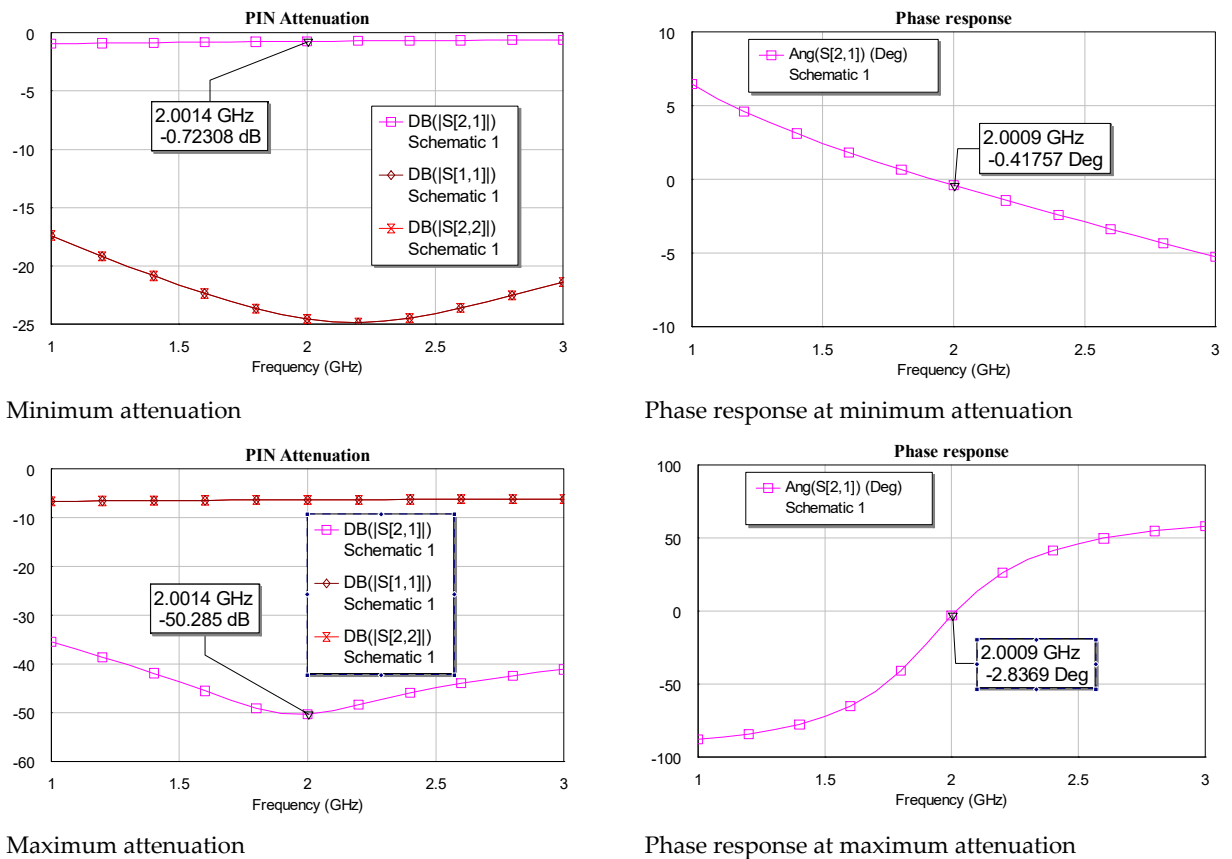 PIN Attenuation
0
-5
-10
-15
-20
-25
2.0014 GHz
-0.72308 dB
DB(|S[2,1]|)
Schematic 1
DB(|S[1,1]|)
Schematic 1
DB(|S[2,2]|)
Schematic 1
1 1.5 2 2.5 3
Frequency (GHz)
Minimum attenuation
Phase response
10
5
0
-5
-10
Ang(S[2,1]) (Deg)
Schematic 1
2.0009 GHz
-0.41757 Deg
1 1.5 2 2.5 3
Frequency (GHz)
Phase response at minimum attenuation
PIN Attenuation
0
-10
-20
-30
-40
-50
-60
DB(|S[2,1]|)
Schematic 1
DB(|S[1,1]|)
Schematic 1
DB(|S[2,2]|)
Schematic 1
2.0014 GHz
-50.285 dB
1 1.5 2 2.5 3
Frequency (GHz)
Maximum attenuation
Phase response
100
50
0
-50
-100
Ang(S[2,1]) (Deg)
Schematic 1
2.0009 GHz
-2.8369 Deg
1 1.5 2 2.5 3
Frequency (GHz)
Phase response at maximum attenuation